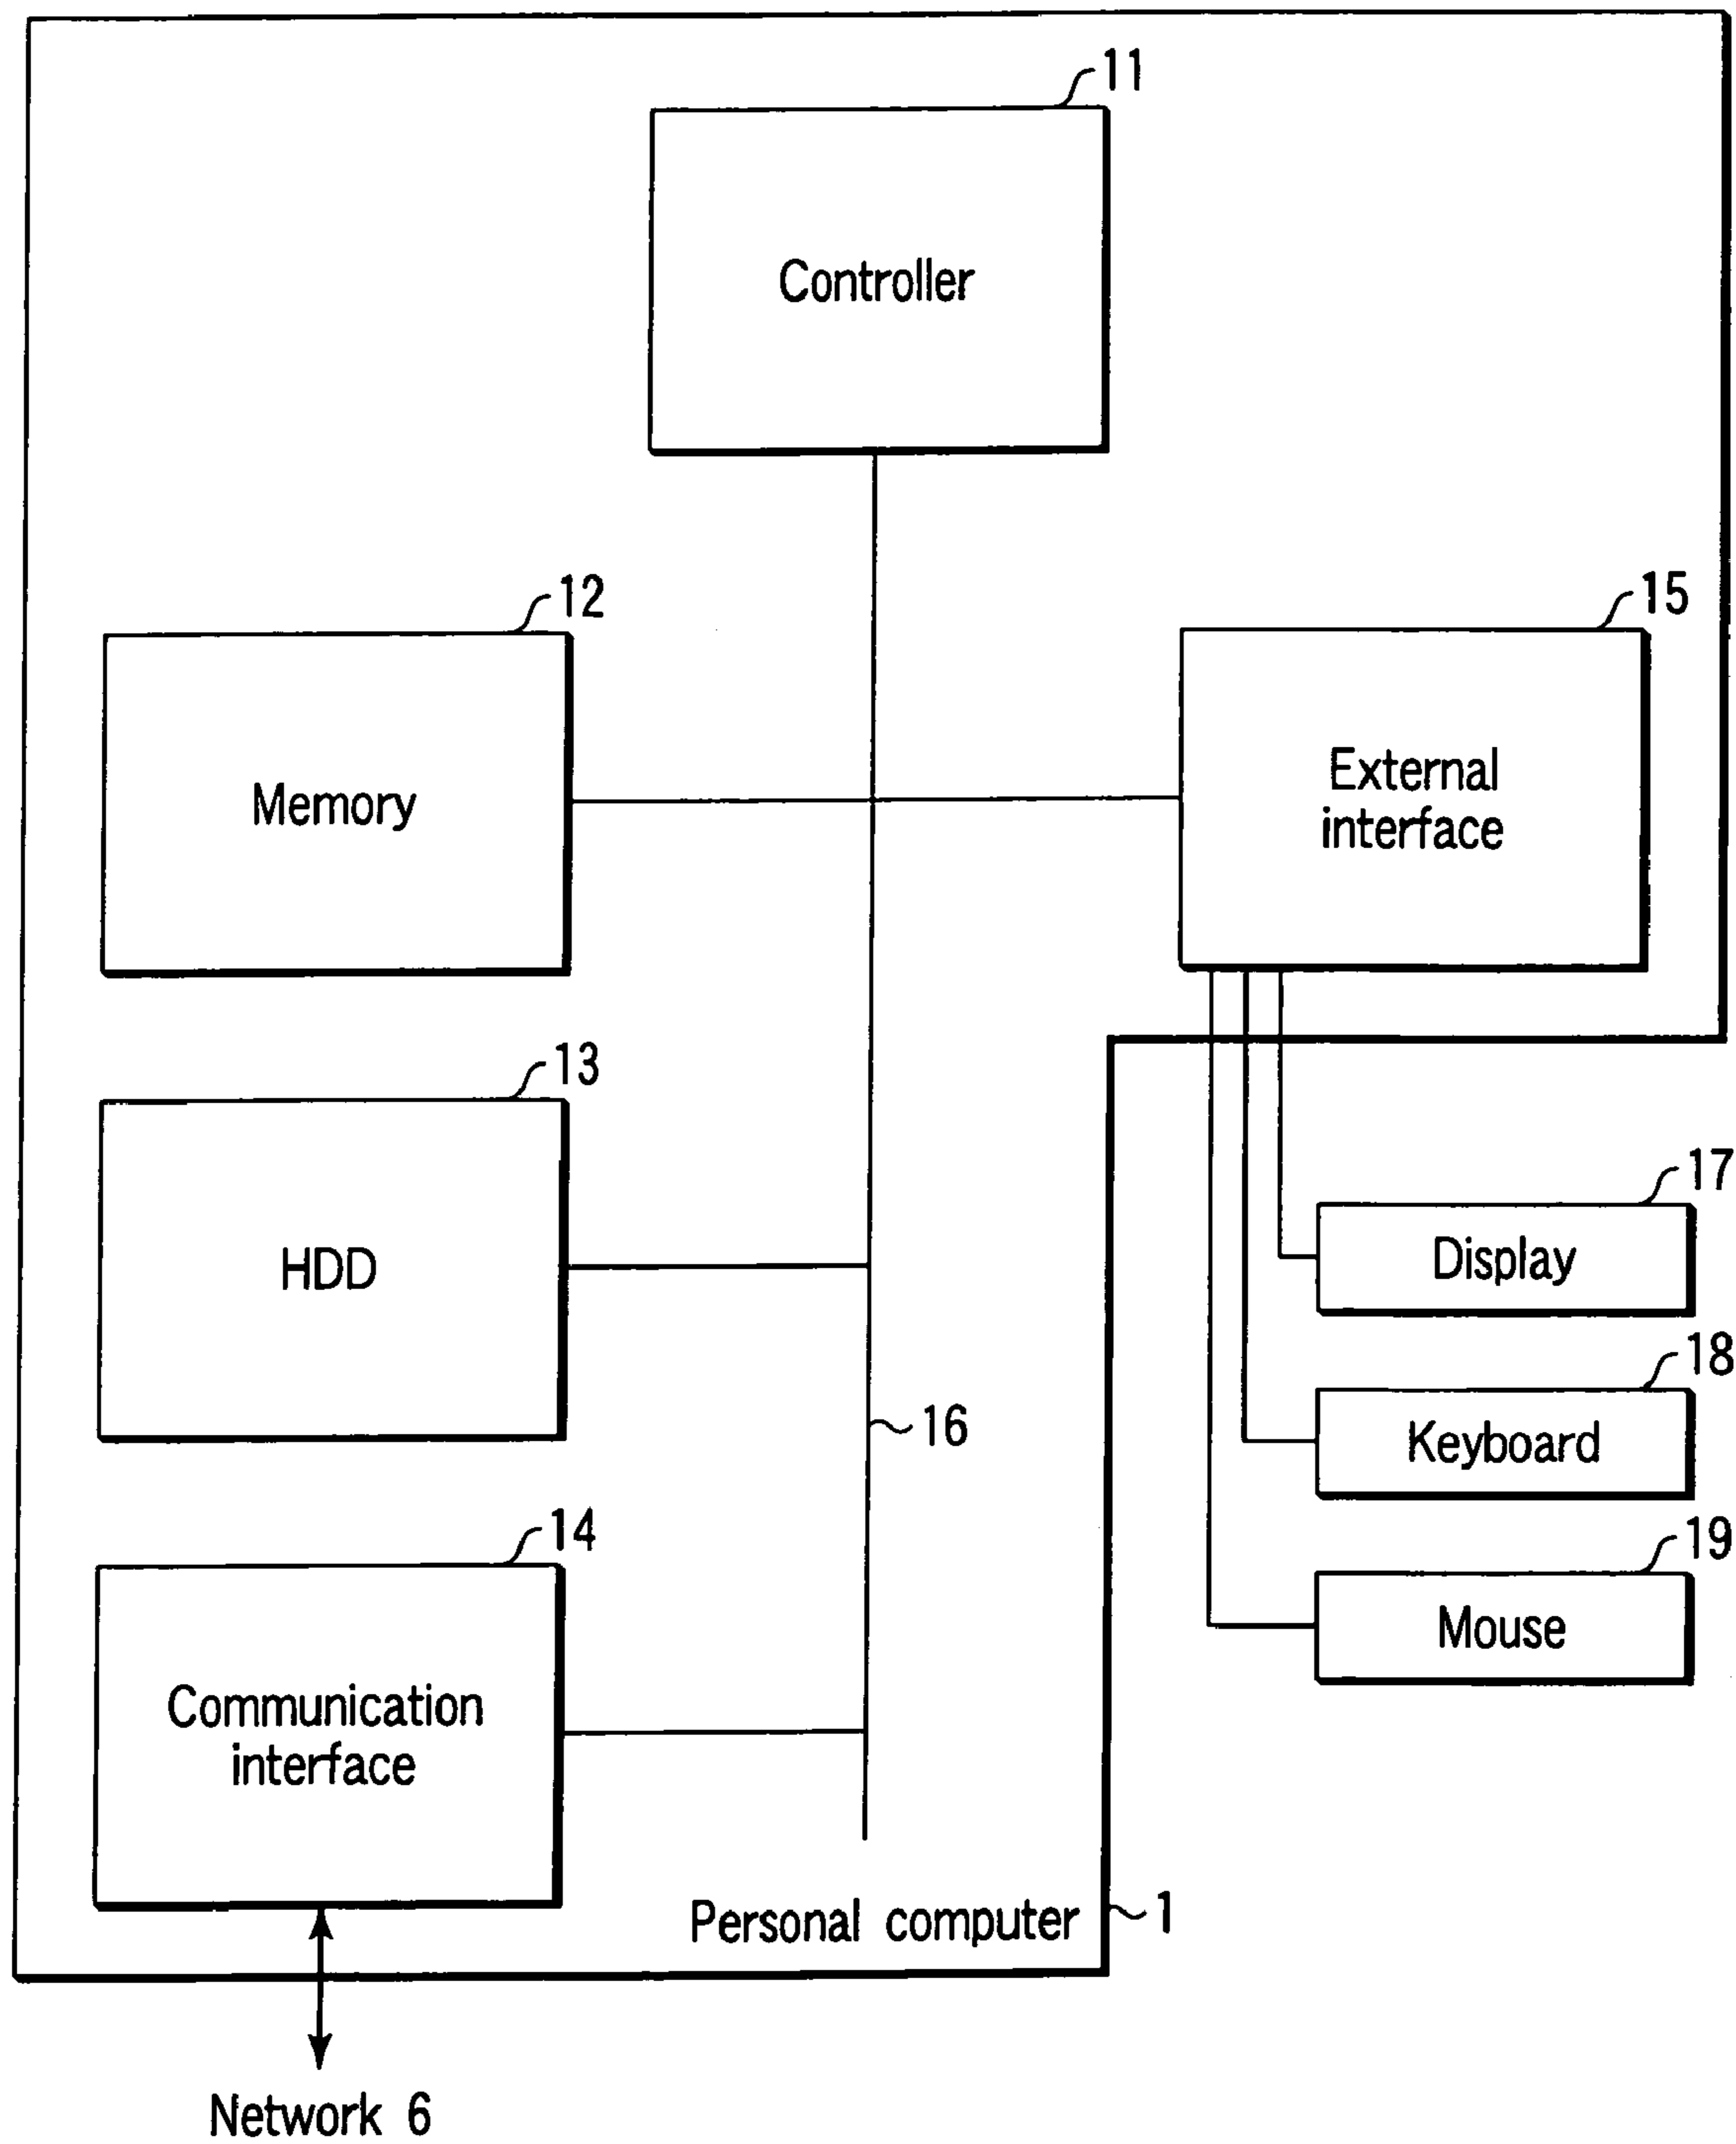 11
Controller
12
Memory
15
External
interface
13
HDD
17
Display
18
Keyboard
16
19
Mouse
14
Communication
interface
Personal computer
1
Network 6